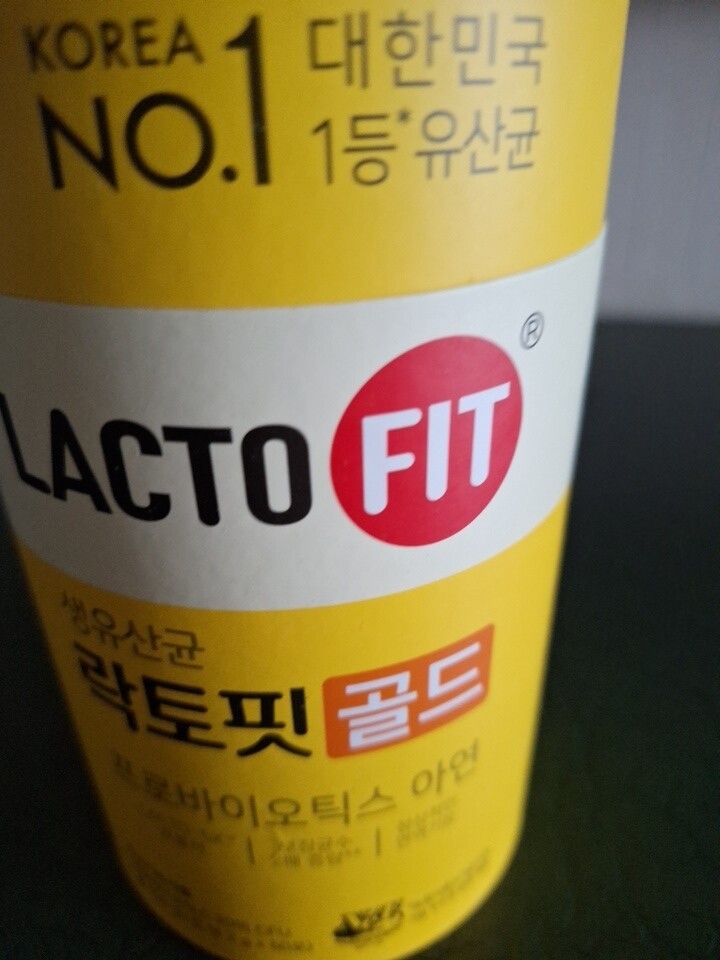 KOREA
NO.1
대한민국
1등*유산균
LACTO FIT®
생유산균
락토핏 골드
프로바이오틱스 아연